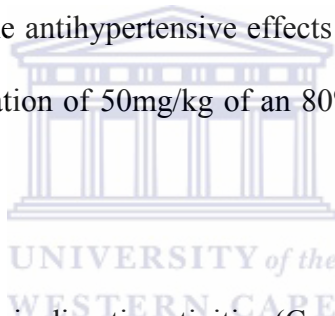 e antihypertensive effects
ation of 50mg/kg of an 80%
UNIVERSITY of the
WESTERN CAPE